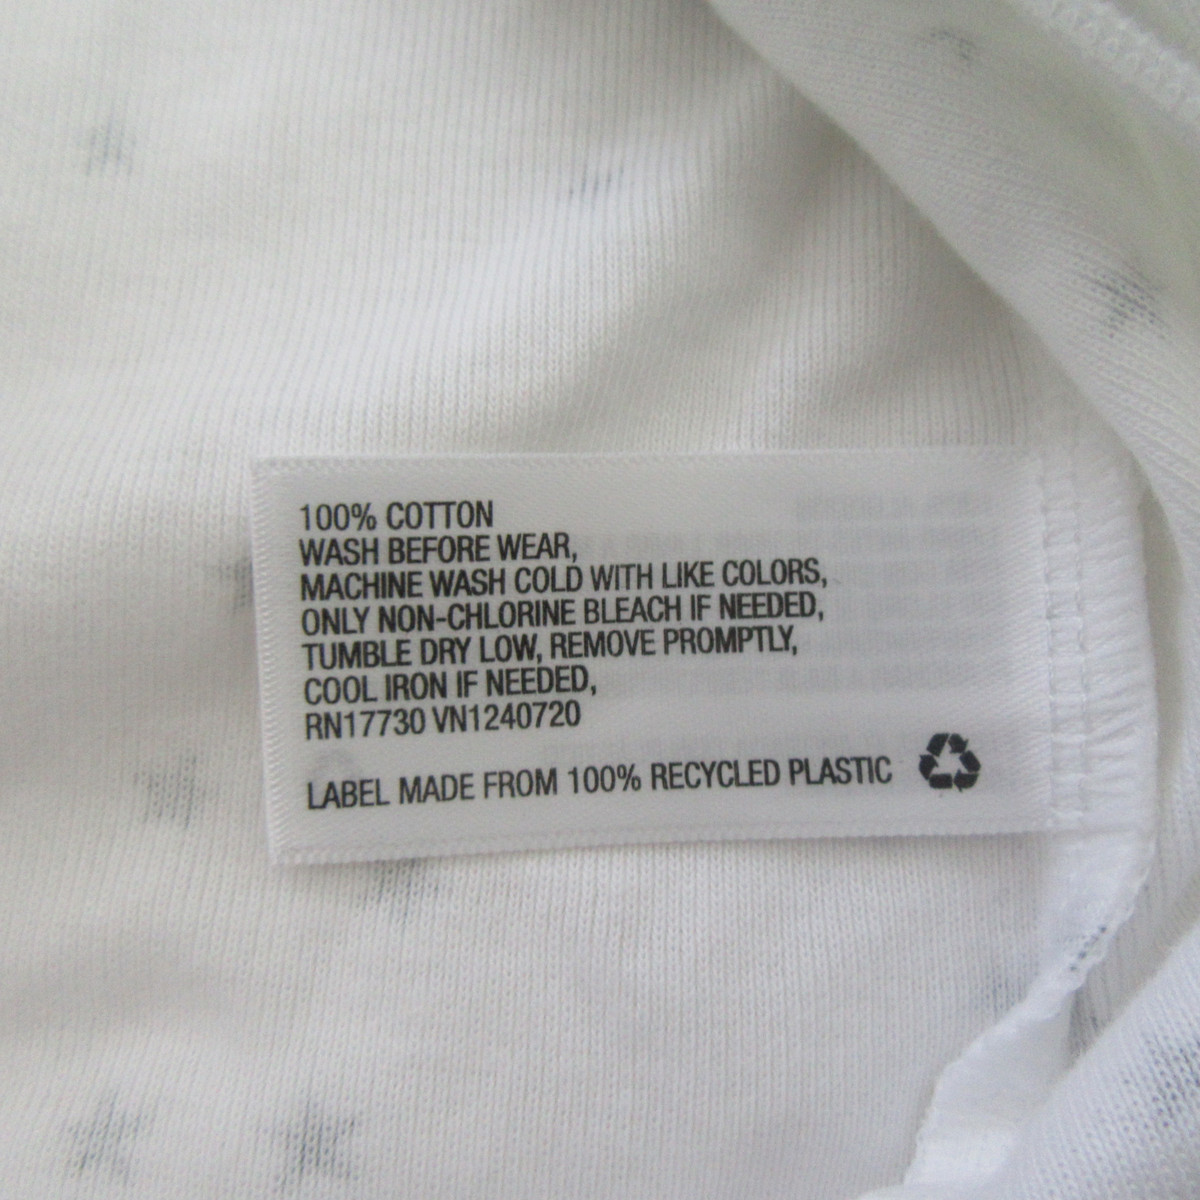 100% COTTON
WASH BEFORE WEAR,
MACHINE WASH COLD WITH LIKE COLORS,
ONLY NON-CHLORINE BLEACH IF NEEDED,
TUMBLE DRY LOW, REMOVE PROMPTLY,
COOL IRON IF NEEDED,
RN17730 VN1240720
LABEL MADE FROM 100% RECYCLED PLASTIC